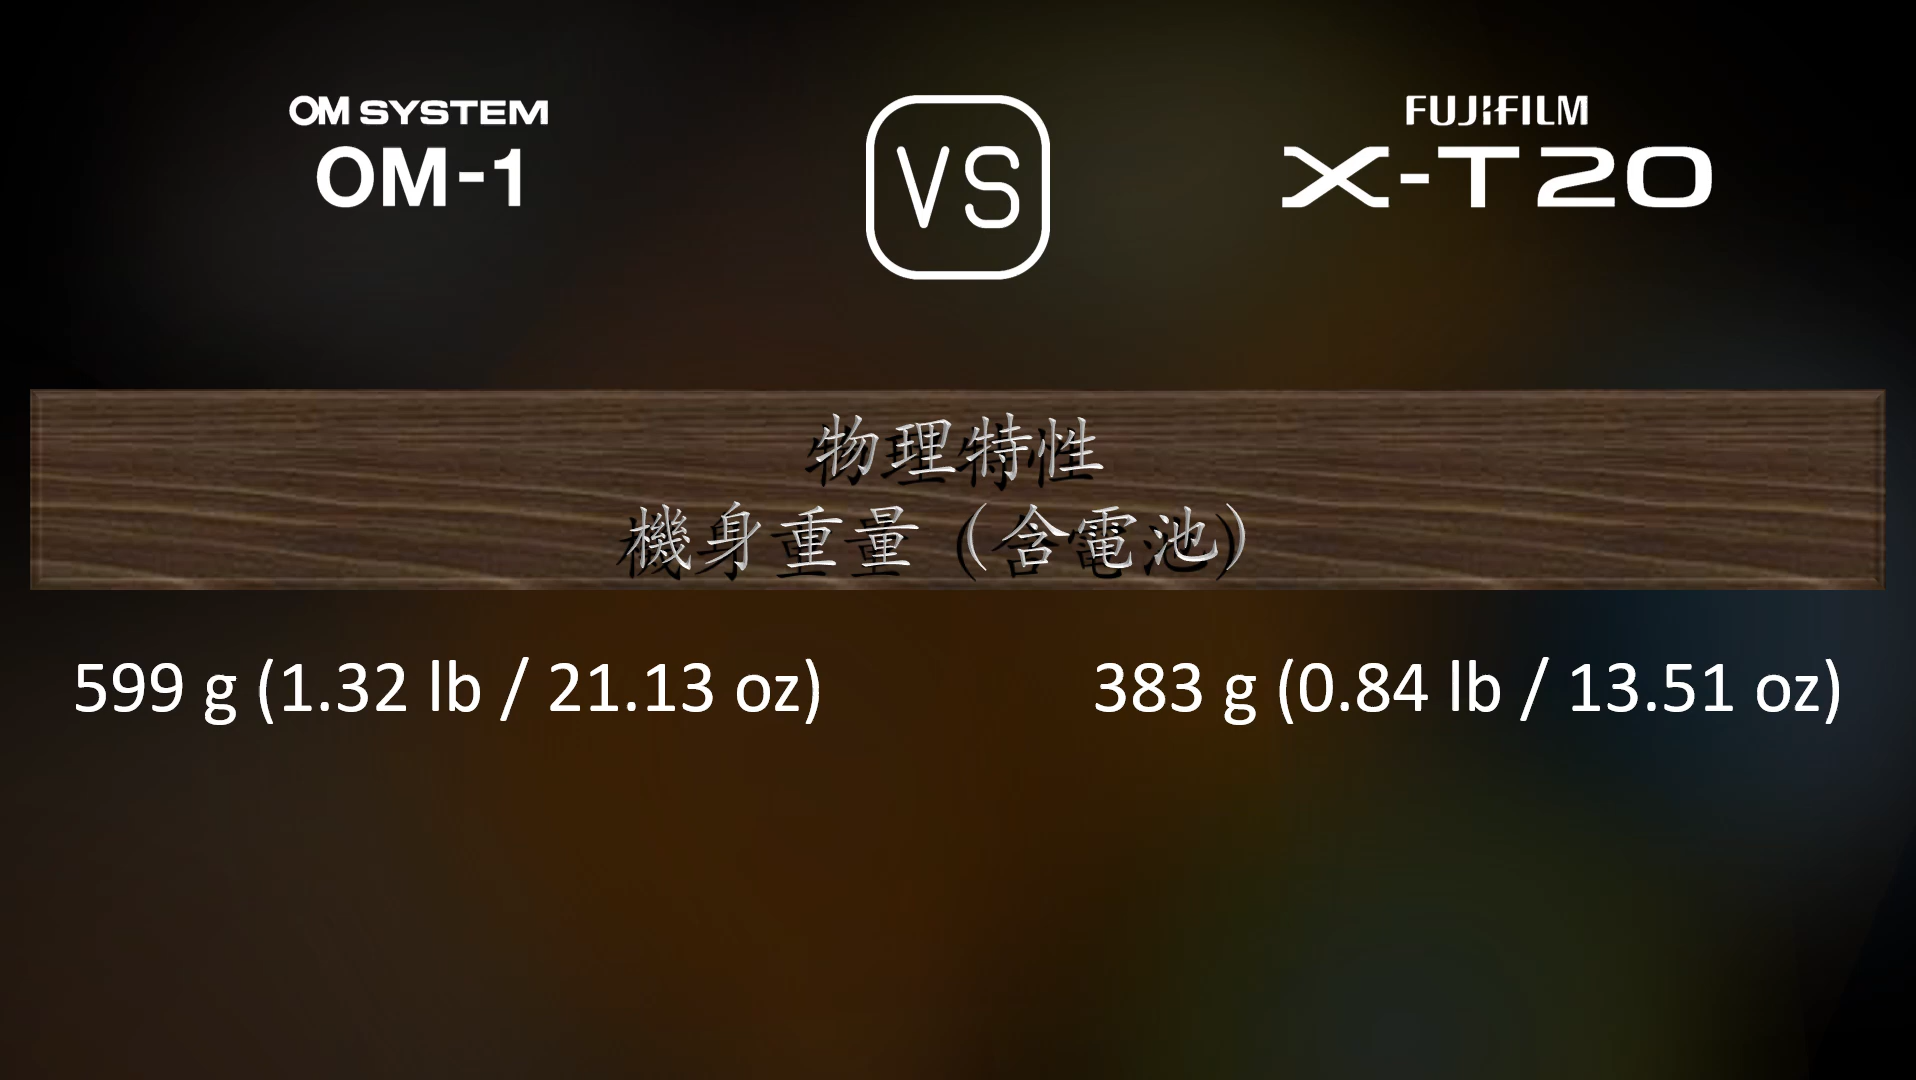 OM SYSTEM
OM-1
VS
FUJIFILM
X-T20
物理特性
機身重量（含電池）
599 g (1.32 lb / 21.13 oz)
383 g (0.84 lb / 13.51 oz)